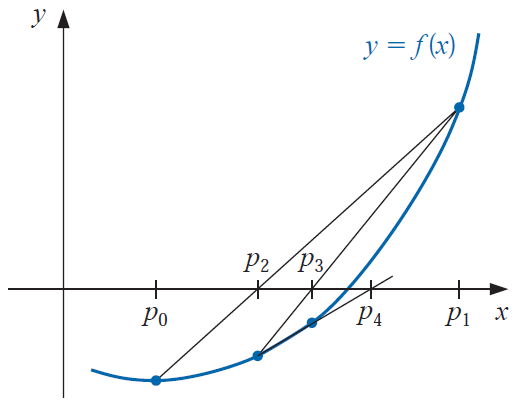 y
y = f(x)
p₂ p₃
p₀ p₄ p₁ x